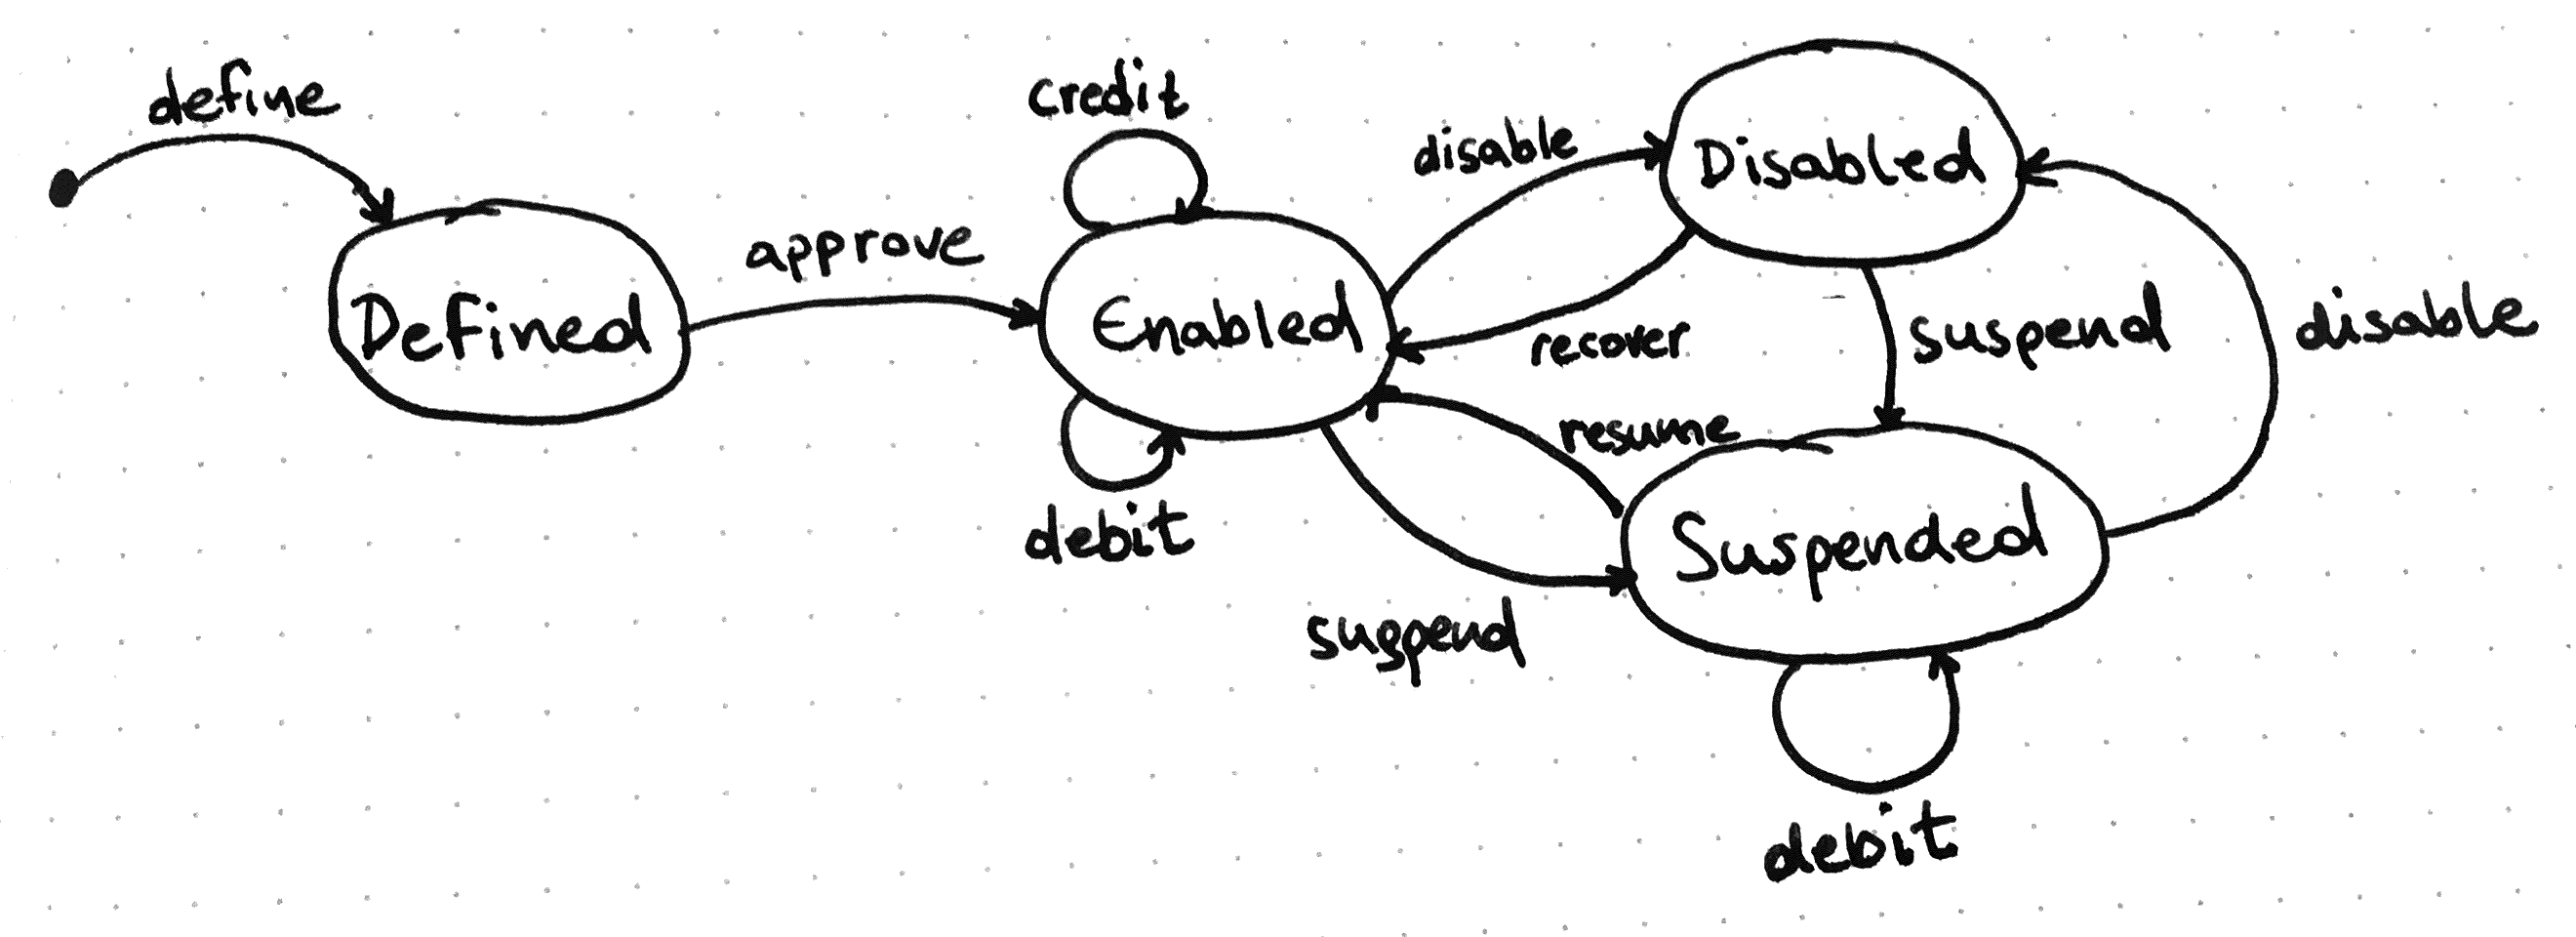 define
Defined
approve
credit
Enabled
debit
disable
Disabled
recover
suspend
disable
resume
suspend
Suspended
debit